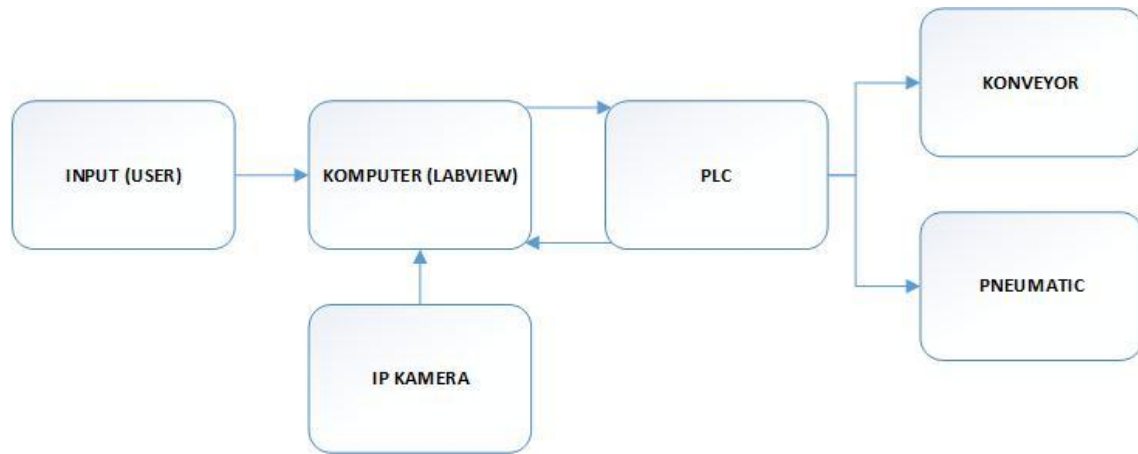 KONVEYOR
INPUT (USER)
KOMPUTER (LABVIEW)
PLC
PNEUMATIC
IP KAMERA